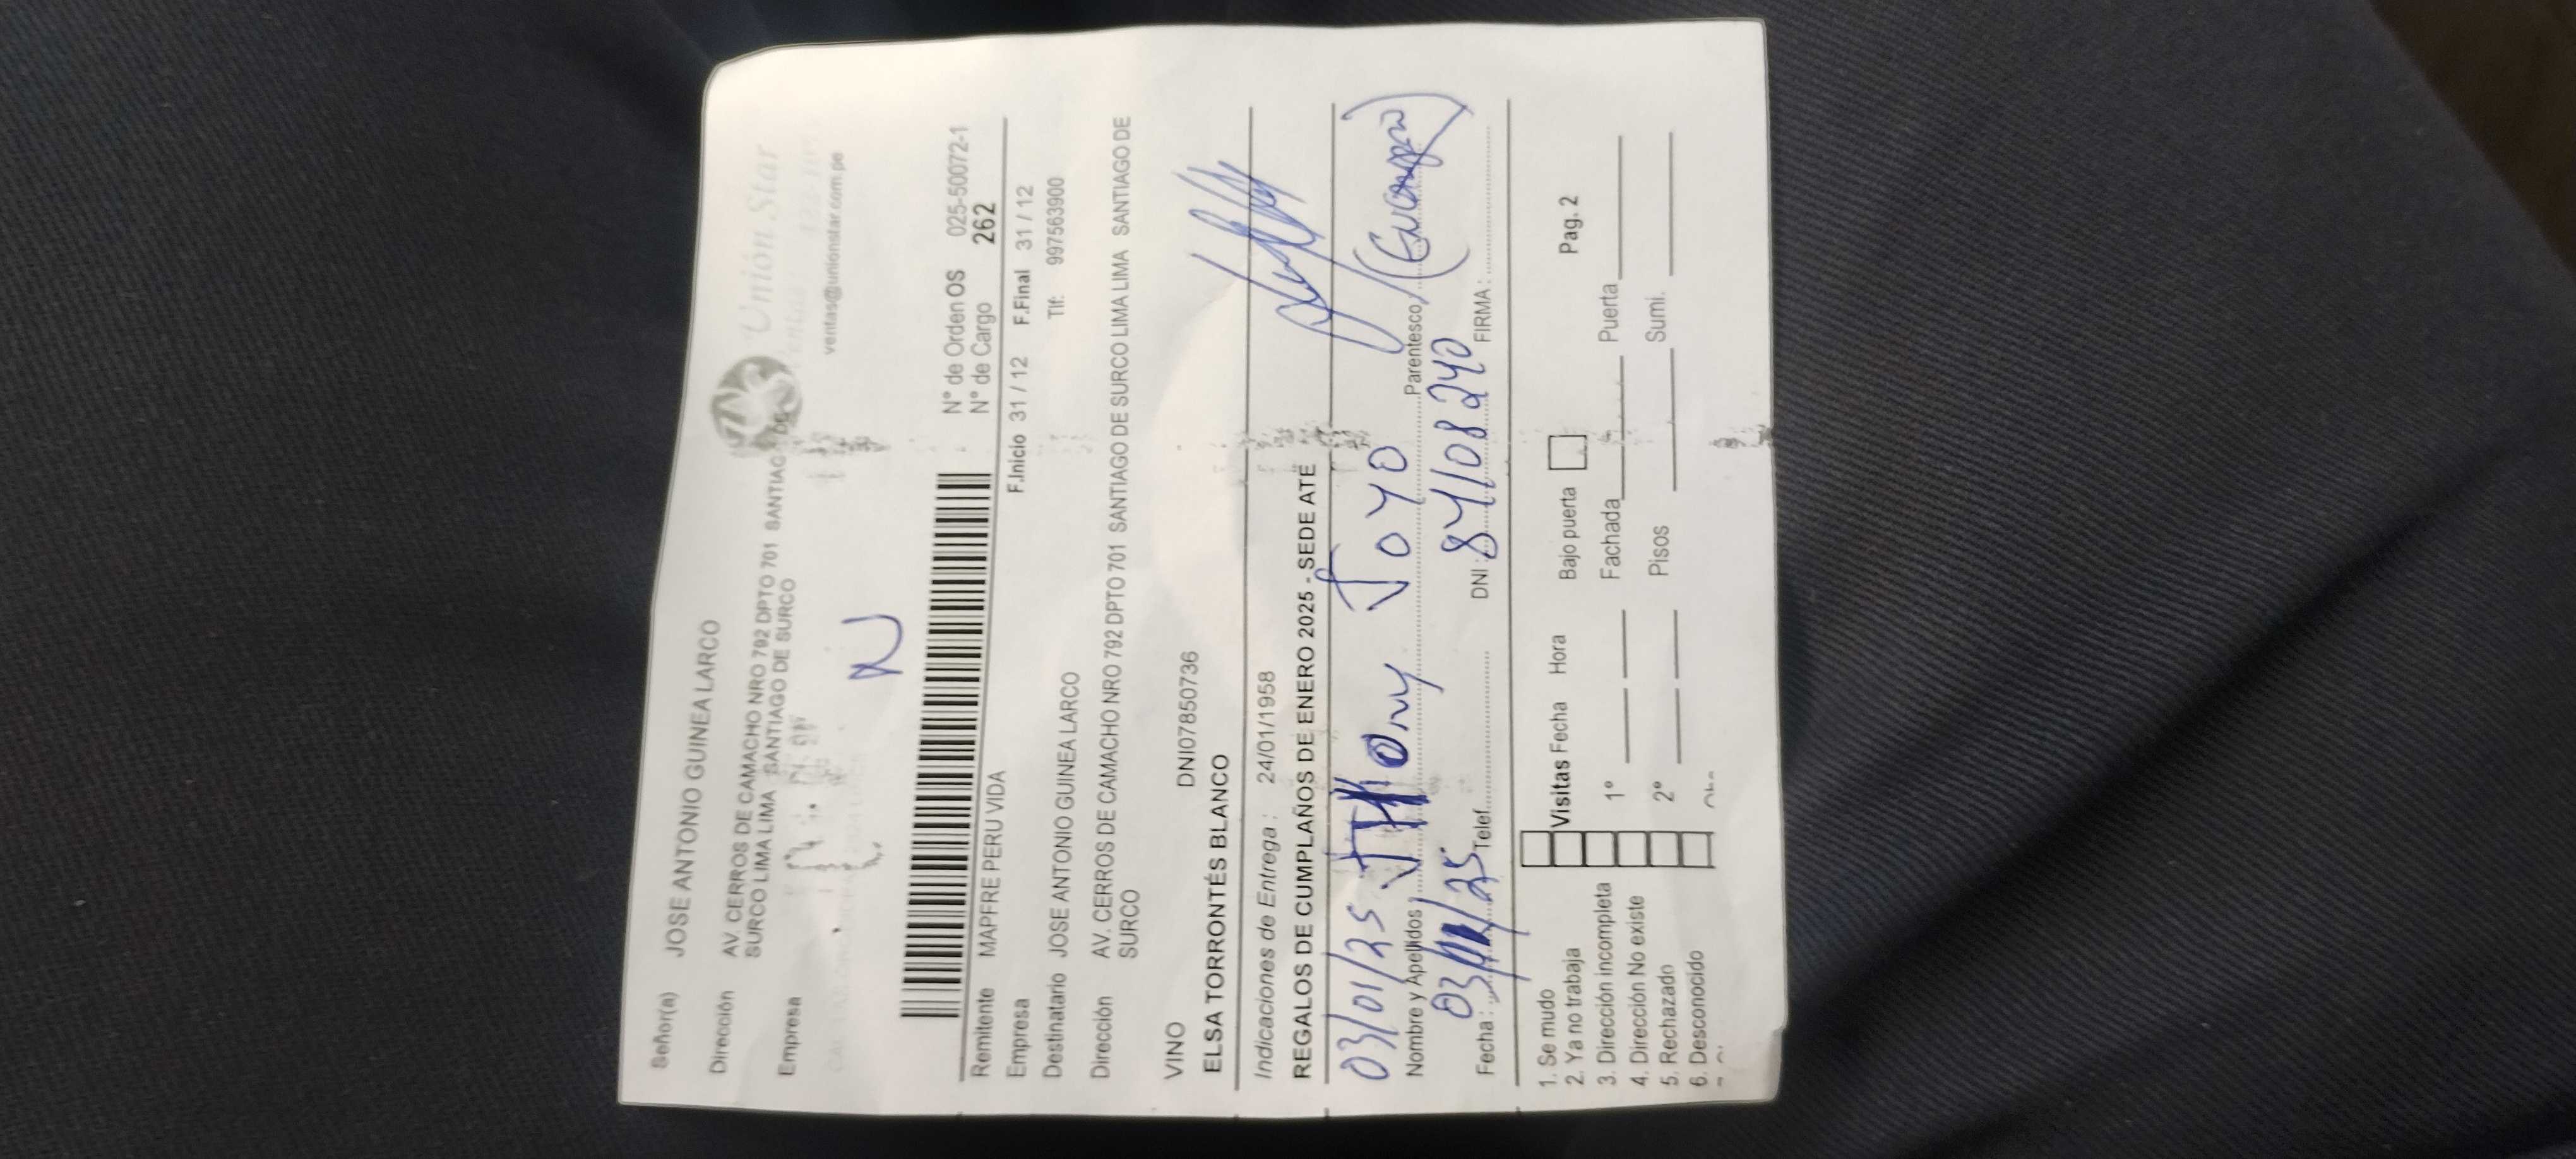 Señor(a) JOSE ANTONIO GUINEA LARCO
Unión Star
Dirección AV. CERROS DE CAMACHO NRO 792 DPTO 701 SANTIAGO DE
SURCO LIMA LIMA SANTIAGO DE SURCO
Empresa
ventas@unionstar.com.pe
N
N° de Orden OS 025-50072-1
N° de Cargo 262
Remitente MAPFRE PERU VIDA
Empresa F.Inicio 31 / 12 F.Final 31 / 12
Destinatario JOSE ANTONIO GUINEA LARCO Tlf: 997563900
Dirección AV. CERROS DE CAMACHO NRO 792 DPTO 701 SANTIAGO DE SURCO LIMA LIMA SANTIAGO DE
SURCO
VINO DNI07850736
ELSA TORRONTÉS BLANCO
Indicaciones de Entrega : 24/01/1958
REGALOS DE CUMPLAÑOS DE ENERO 2025 - SEDE ATE
03/01/25 JHony Joyo
Nombre y Apellidos Parentesco
Fecha : 03/ /25 Telef. DNI : 84108240 FIRMA :
1. Se mudo
2. Ya no trabaja Visitas Fecha Hora Bajo puerta Pag. 2
3. Dirección incompleta 1° Fachada Puerta
4. Dirección No existe
5. Rechazado 2° Pisos Sumi.
6. Desconocido